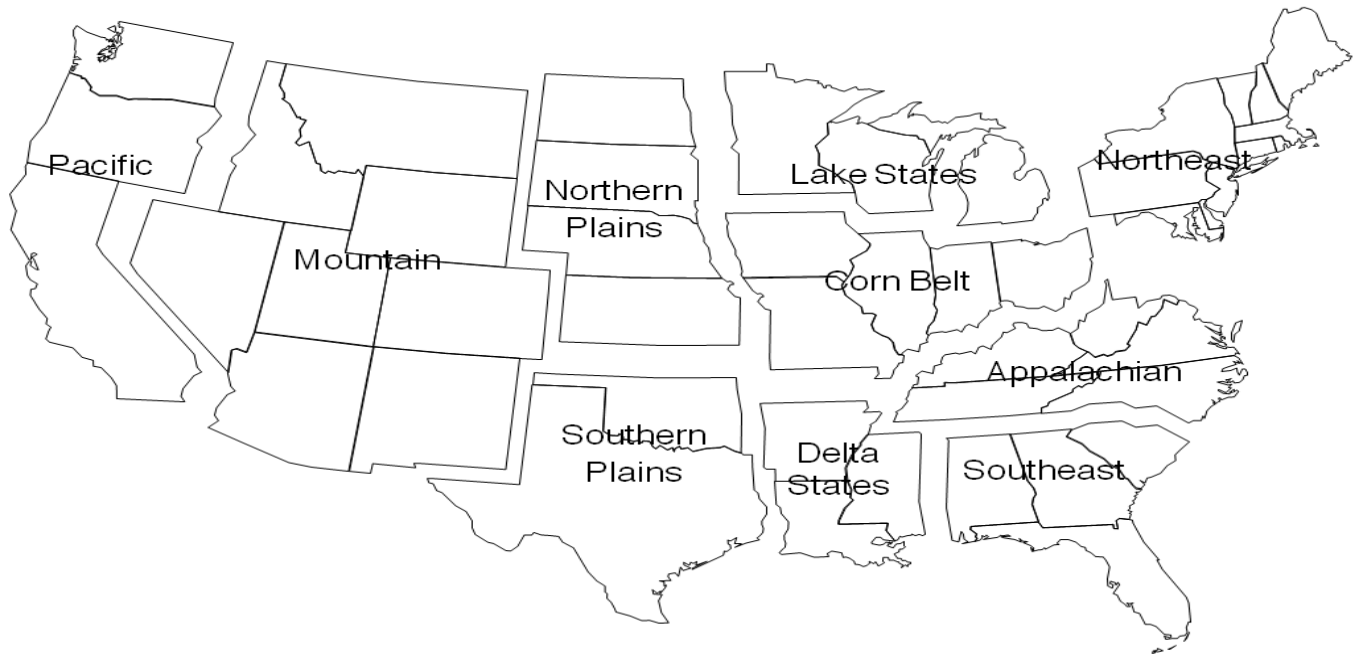 Pacific
Mountain
Northern
Plains
Lake States
Northeast
Corn Belt
Appalachian
Southern
Plains
Delta
States
Southeast